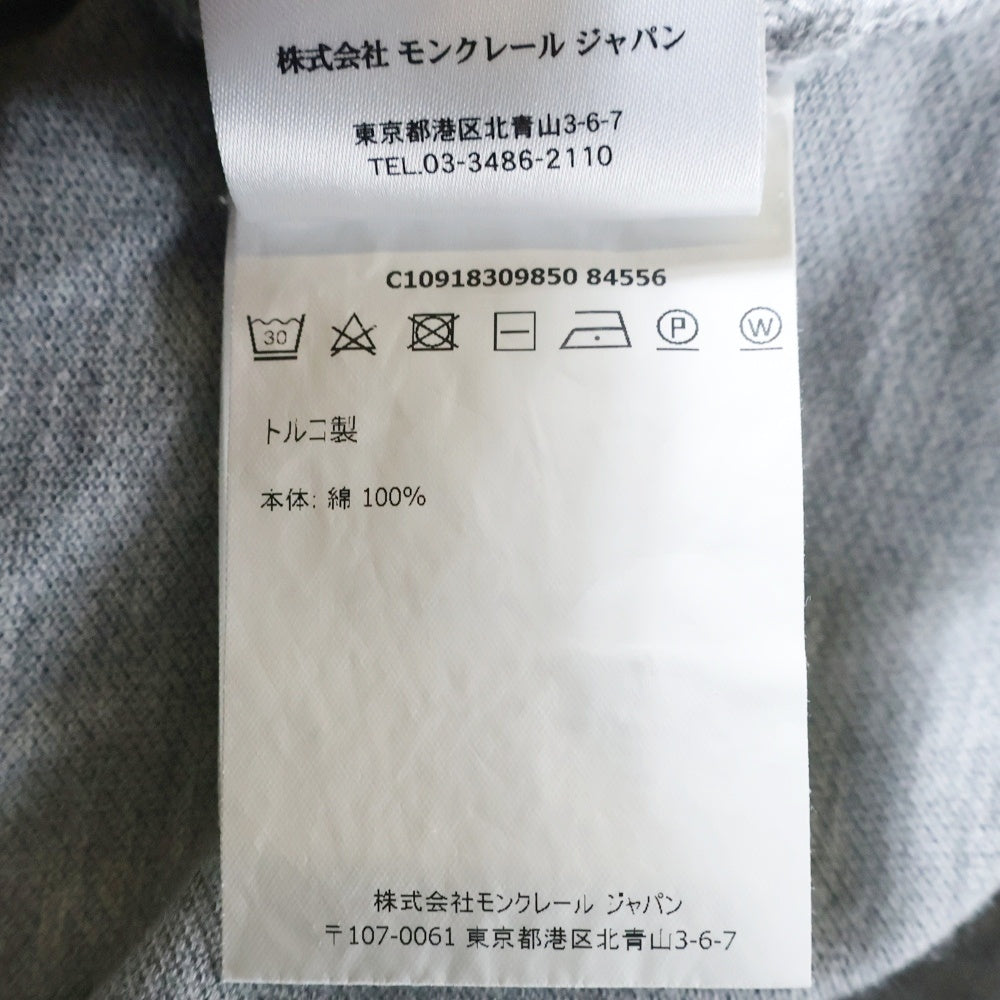 株式会社 モンクレール ジャパン
東京都港区北青山3-6-7
TEL.03-3486-2110
C10918309850 84556
30 P W
トルコ製
本体: 綿 100%
株式会社モンクレール ジャパン
〒107-0061 東京都港区北青山3-6-7